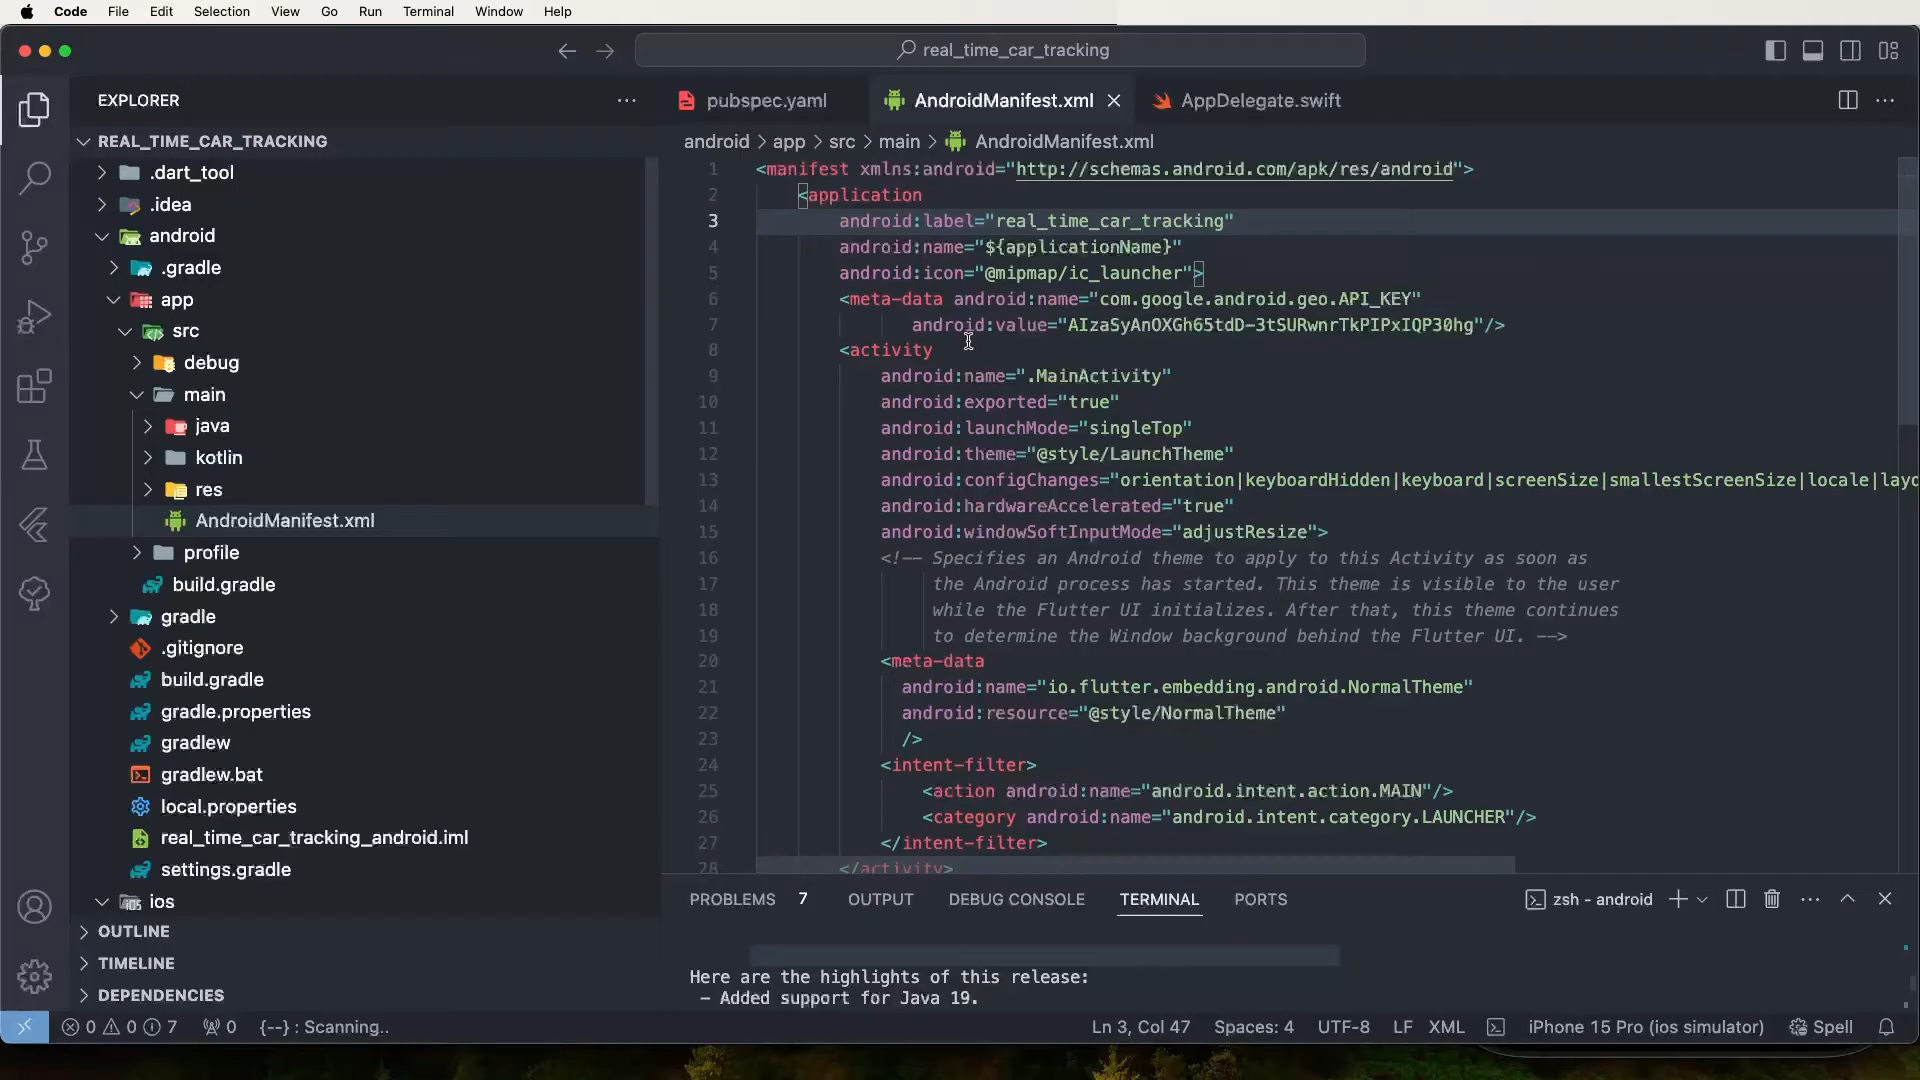 Code File Edit Selection View Go Run Terminal Window Help
real_time_car_tracking
EXPLORER
REAL_TIME_CAR_TRACKING
.dart_tool
.idea
android
.gradle
app
src
debug
main
java
kotlin
res
AndroidManifest.xml
profile
build.gradle
gradle
.gitignore
build.gradle
gradle.properties
gradlew
gradlew.bat
local.properties
real_time_car_tracking_android.iml
settings.gradle
ios
OUTLINE
TIMELINE
DEPENDENCIES
pubspec.yaml AndroidManifest.xml AppDelegate.swift
android > app > src > main > AndroidManifest.xml
1 <manifest xmlns:android="http://schemas.android.com/apk/res/android">
2 <application
3 android:label="real_time_car_tracking"
4 android:name="${applicationName}"
5 android:icon="@mipmap/ic_launcher">
6 <meta-data android:name="com.google.android.geo.API_KEY"
7 android:value="AIzaSyAnOXGh65tdD-3tSURwnrTkPIPxIQP30hg"/>
8 <activity
9 android:name=".MainActivity"
10 android:exported="true"
11 android:launchMode="singleTop"
12 android:theme="@style/LaunchTheme"
13 android:configChanges="orientation|keyboardHidden|keyboard|screenSize|smallestScreenSize|locale|layo
14 android:hardwareAccelerated="true"
15 android:windowSoftInputMode="adjustResize">
16 <!-- Specifies an Android theme to apply to this Activity as soon as
17 the Android process has started. This theme is visible to the user
18 while the Flutter UI initializes. After that, this theme continues
19 to determine the Window background behind the Flutter UI. -->
20 <meta-data
21 android:name="io.flutter.embedding.android.NormalTheme"
22 android:resource="@style/NormalTheme"
23 />
24 <intent-filter>
25 <action android:name="android.intent.action.MAIN"/>
26 <category android:name="android.intent.category.LAUNCHER"/>
27 </intent-filter>
28 </activity>
PROBLEMS 7 OUTPUT DEBUG CONSOLE TERMINAL PORTS zsh - android
Here are the highlights of this release:
- Added support for Java 19.
0 0 7 0 {--} : Scanning.. Ln 3, Col 47 Spaces: 4 UTF-8 LF XML iPhone 15 Pro (ios simulator) Spell